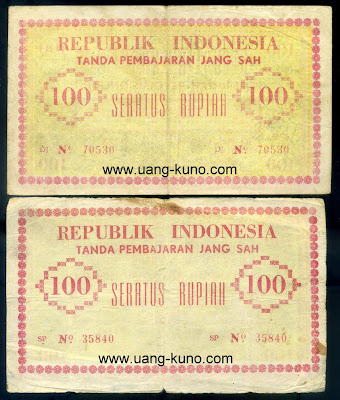 REPUBLIK INDONESIA
TANDA PEMBAJARAN JANG SAH
100 SERATUS RUPIAH 100
Nº 70530 Nº 70530
www.uang-kuno.com
REPUBLIK INDONESIA
TANDA PEMBAJARAN JANG SAH
100 SERATUS RUPIAH 100
SP Nº 35840 SP Nº 35840
www.uang-kuno.com